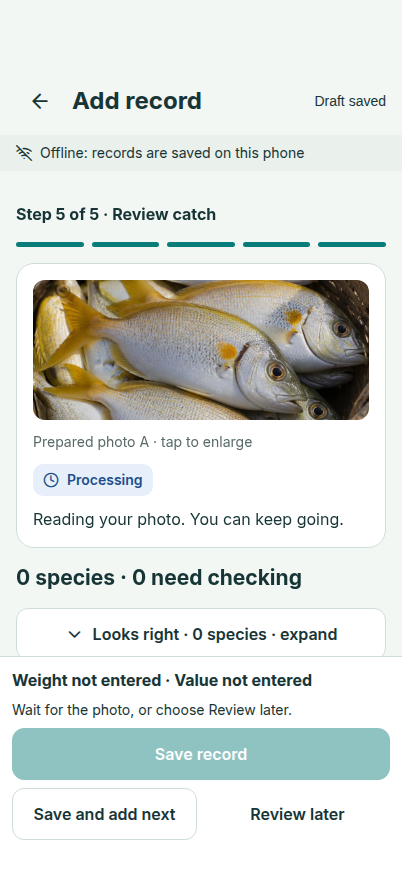 Add record
Draft saved
Offline: records are saved on this phone
Step 5 of 5 · Review catch
Prepared photo A · tap to enlarge
Processing
Reading your photo. You can keep going.
0 species · 0 need checking
Looks right · 0 species · expand
Weight not entered · Value not entered
Wait for the photo, or choose Review later.
Save record
Save and add next
Review later